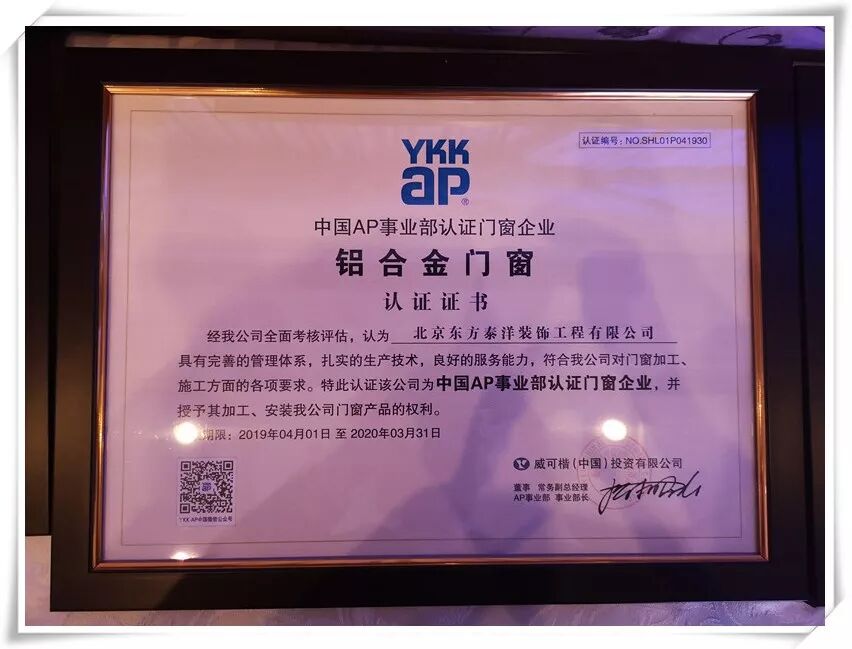 认证编号：NO.SHL01P041930
YKK
ap®
中国AP事业部认证门窗企业
铝合金门窗
认证证书
经我公司全面考核评估，认为 北京东方泰洋装饰工程有限公司
具有完善的管理体系，扎实的生产技术，良好的服务能力，符合我公司对门窗加工、
施工方面的各项要求。特此认证该公司为中国AP事业部认证门窗企业，并
授予其加工、安装我公司门窗产品的权利。
期限：2019年04月01日 至 2020年03月31日
威可楷（中国）投资有限公司
董事 常务副总经理
AP事业部 事业部长
YKK AP中国微信公众号